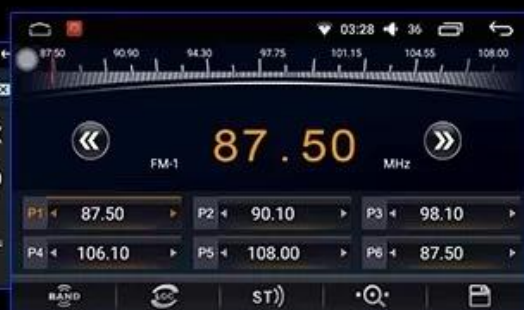 03:28 36
87.50 90.90 94.30 97.75 101.15 104.55 108.00
FM-1 87.50 MHz
P1 87.50 P2 90.10 P3 98.10
P4 106.10 P5 108.00 P6 87.50
BAND LOC ST))